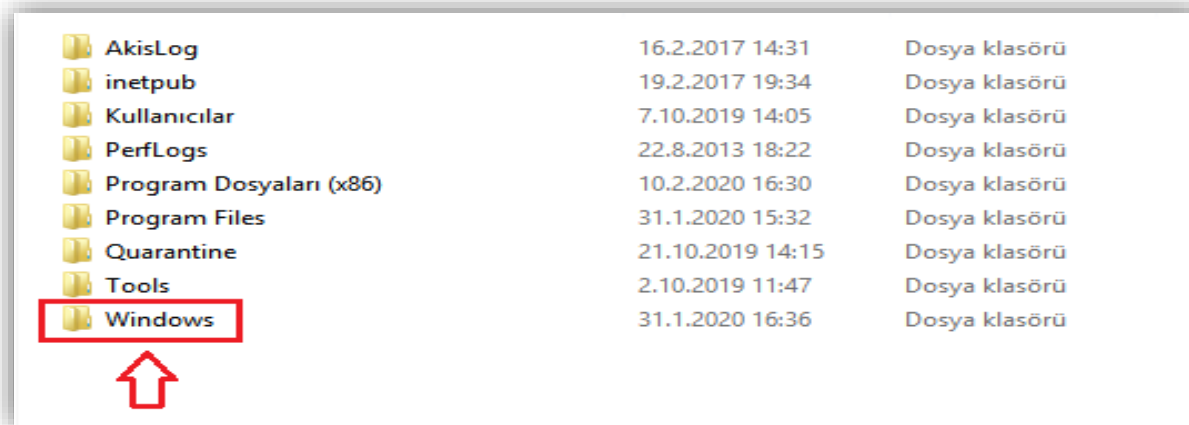 AkisLog 16.2.2017 14:31 Dosya klasörü
inetpub 19.2.2017 19:34 Dosya klasörü
Kullanıcılar 7.10.2019 14:05 Dosya klasörü
PerfLogs 22.8.2013 18:22 Dosya klasörü
Program Dosyaları (x86) 10.2.2020 16:30 Dosya klasörü
Program Files 31.1.2020 15:32 Dosya klasörü
Quarantine 21.10.2019 14:15 Dosya klasörü
Tools 2.10.2019 11:47 Dosya klasörü
Windows 31.1.2020 16:36 Dosya klasörü